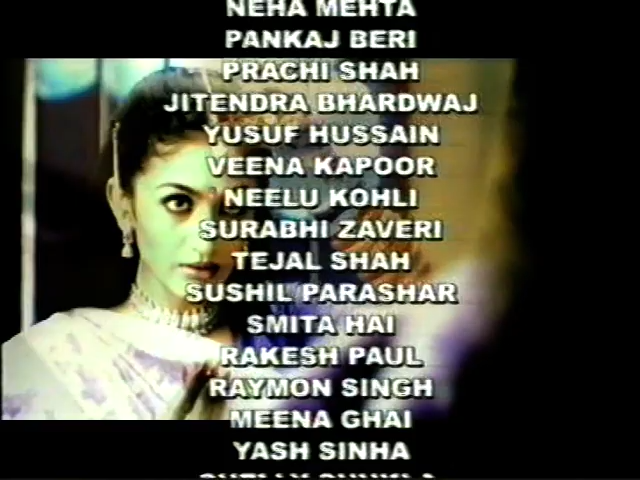 NEHA MEHTA
PANKAJ BERI
PRACHI SHAH
JITENDRA BHARDWAJ
YUSUF HUSSAIN
VEENA KAPOOR
NEELU KOHLI
SURABHI ZAVERI
TEJAL SHAH
SUSHIL PARASHAR
SMITA HAI
RAKESH PAUL
RAYMON SINGH
MEENA GHAI
YASH SINHA